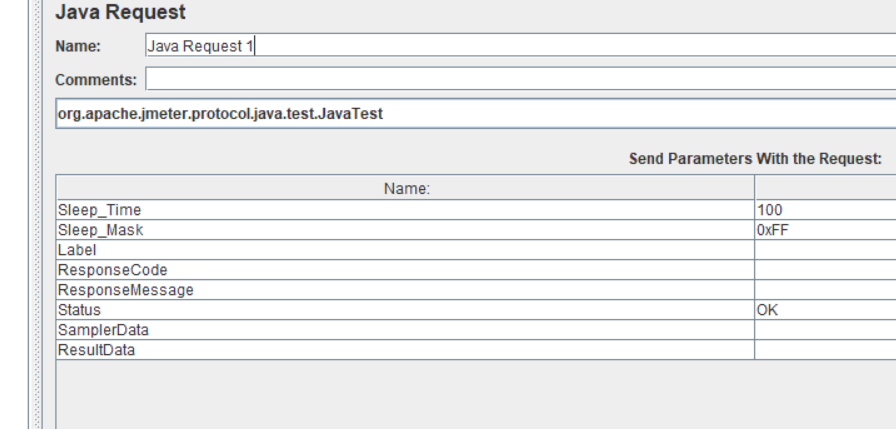 Java Request
Name: Java Request 1
Comments:
org.apache.jmeter.protocol.java.test.JavaTest
Send Parameters With the Request:
Name:
Sleep_Time 100
Sleep_Mask 0xFF
Label
ResponseCode
ResponseMessage
Status OK
SamplerData
ResultData